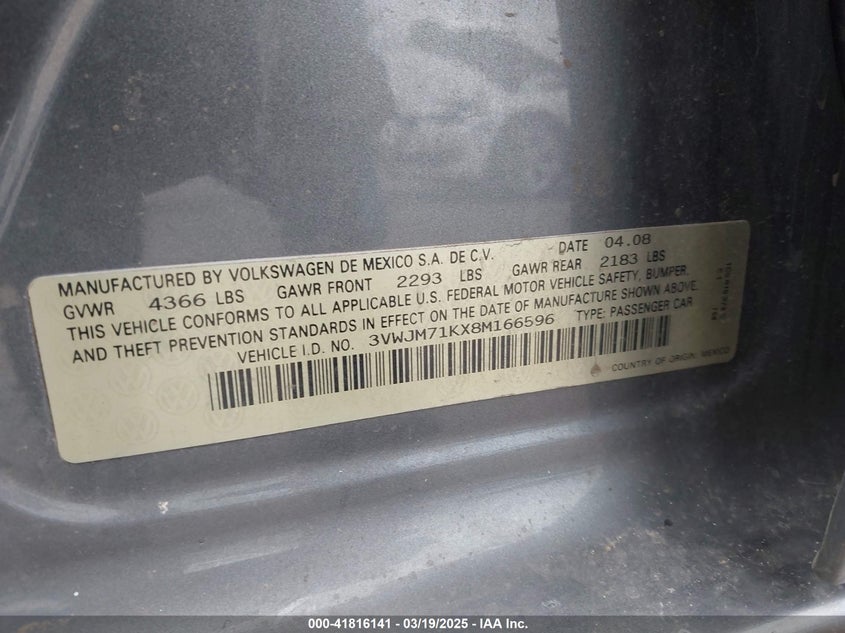 MANUFACTURED BY VOLKSWAGEN DE MEXICO S.A. DE C.V. DATE 04.08
GVWR 4366 LBS GAWR FRONT 2293 LBS GAWR REAR 2183 LBS
THIS VEHICLE CONFORMS TO ALL APPLICABLE U.S. FEDERAL MOTOR VEHICLE SAFETY, BUMPER,
AND THEFT PREVENTION STANDARDS IN EFFECT ON THE DATE OF MANUFACTURE SHOWN ABOVE.
VEHICLE I.D. NO. 3VWJM71KX8M166596 TYPE: PASSENGER CAR
COUNTRY OF ORIGIN: MEXICO
000-41816141 - 03/19/2025 - IAA Inc.